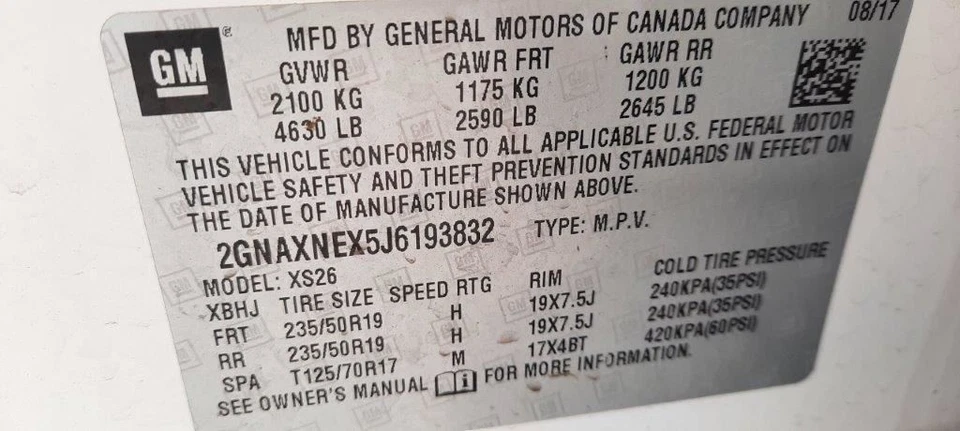 GM
MFD BY GENERAL MOTORS OF CANADA COMPANY 08/17
GVWR GAWR FRT GAWR RR
2100 KG 1175 KG 1200 KG
4630 LB 2590 LB 2645 LB
THIS VEHICLE CONFORMS TO ALL APPLICABLE U.S. FEDERAL MOTOR
VEHICLE SAFETY AND THEFT PREVENTION STANDARDS IN EFFECT ON
THE DATE OF MANUFACTURE SHOWN ABOVE.
2GNAXNEX5J6193832 TYPE: M.P.V.
MODEL: XS26
XBHJ TIRE SIZE SPEED RTG RIM COLD TIRE PRESSURE
FRT 235/50R19 H 19X7.5J 240KPA(35PSI)
RR 235/50R19 H 19X7.5J 240KPA(35PSI)
SPA T125/70R17 M 17X4BT 420KPA(60PSI)
SEE OWNER'S MANUAL i FOR MORE INFORMATION.